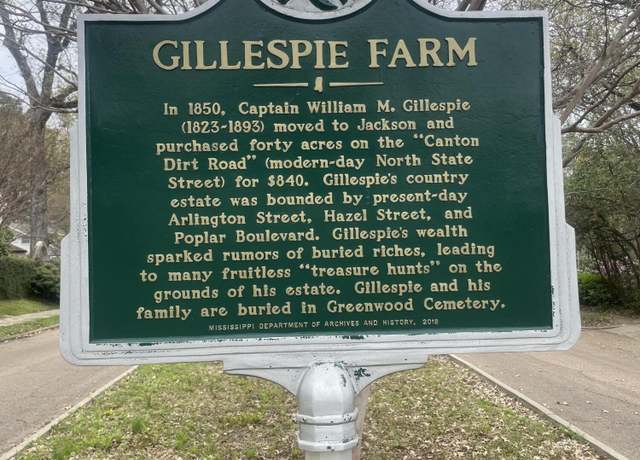 GILLESPIE FARM
In 1850, Captain William M. Gillespie
(1823-1893) moved to Jackson and
purchased forty acres on the "Canton
Dirt Road" (modern-day North State
Street) for $840. Gillespie's country
estate was bounded by present-day
Arlington Street, Hazel Street, and
Poplar Boulevard. Gillespie's wealth
sparked rumors of buried riches, leading
to many fruitless "treasure hunts" on the
grounds of his estate. Gillespie and his
family are buried in Greenwood Cemetery.
MISSISSIPPI DEPARTMENT OF ARCHIVES AND HISTORY, 2018